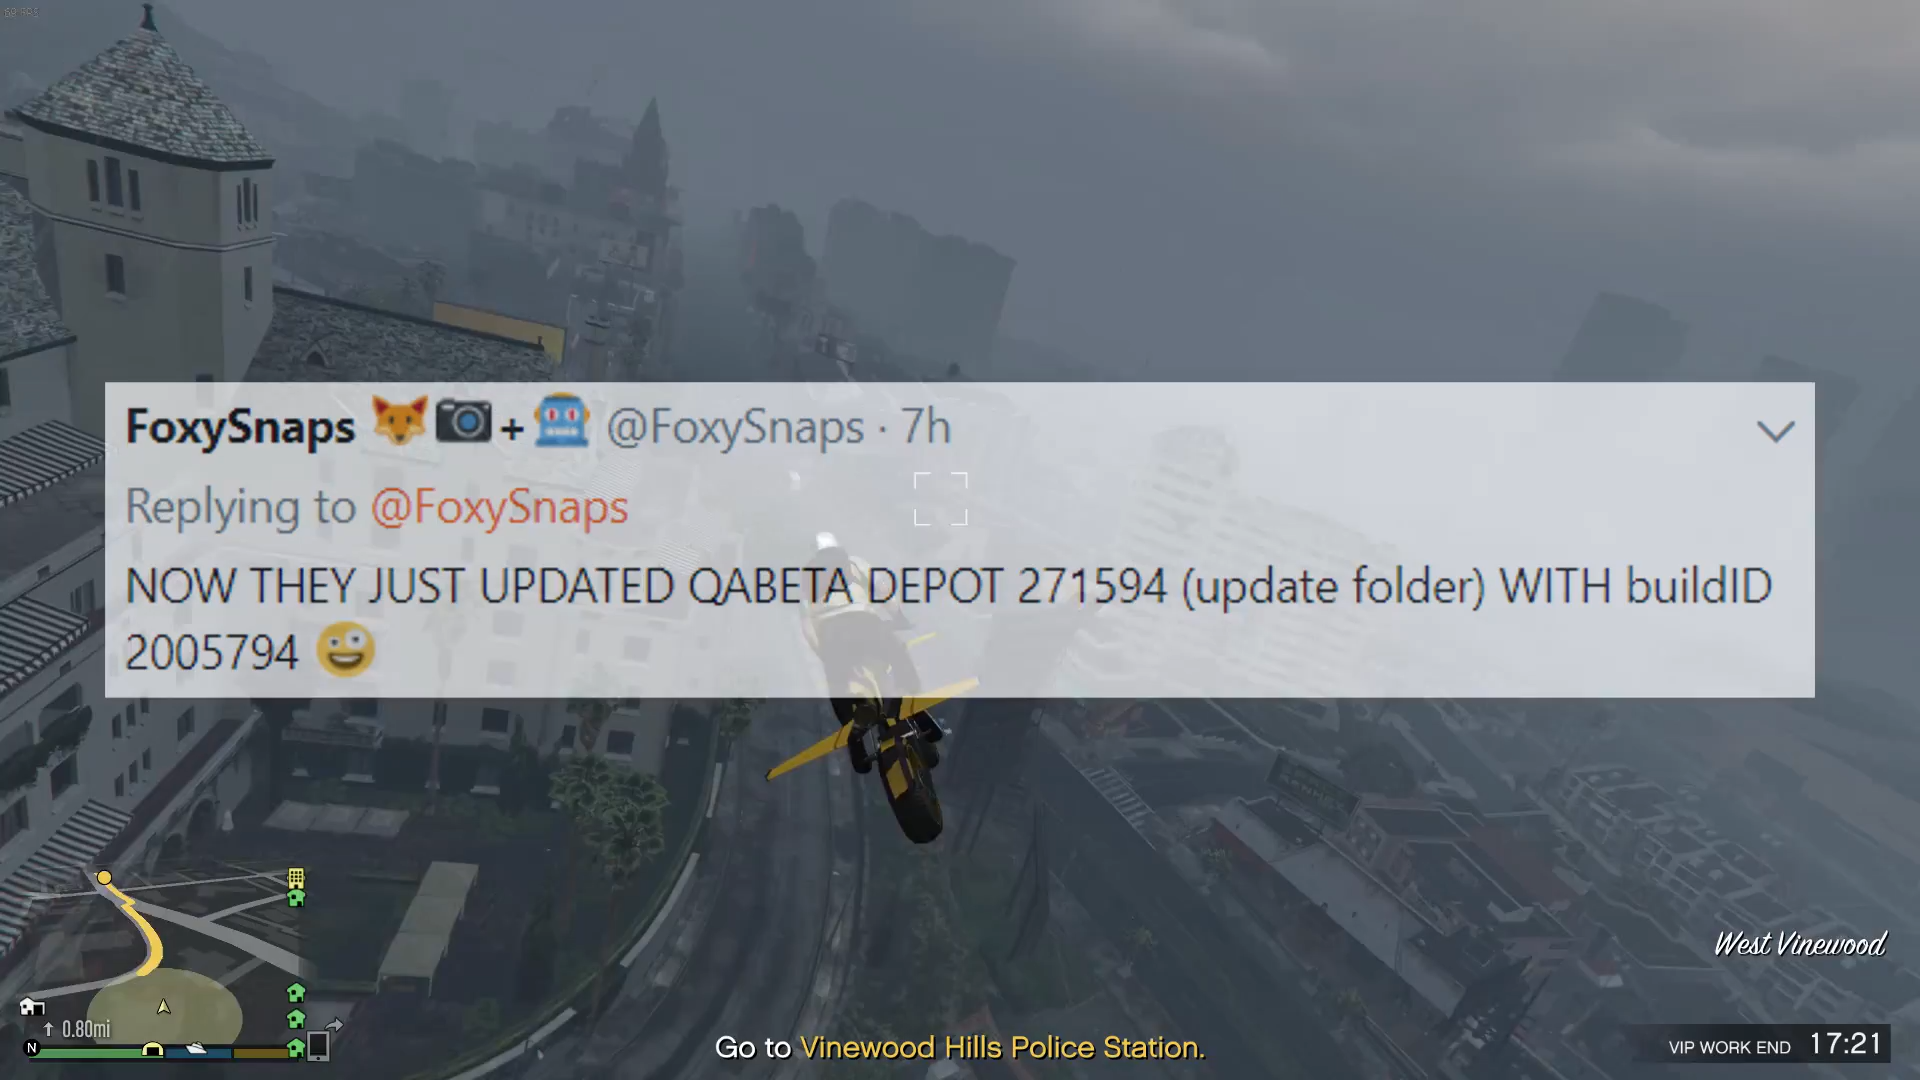 FoxySnaps 🦊📷+🤖 @FoxySnaps · 7h
Replying to @FoxySnaps
NOW THEY JUST UPDATED QABETA DEPOT 271594 (update folder) WITH buildID
2005794 🤪
West Vinewood
N
0.80mi
Go to Vinewood Hills Police Station.
VIP WORK END 17:21